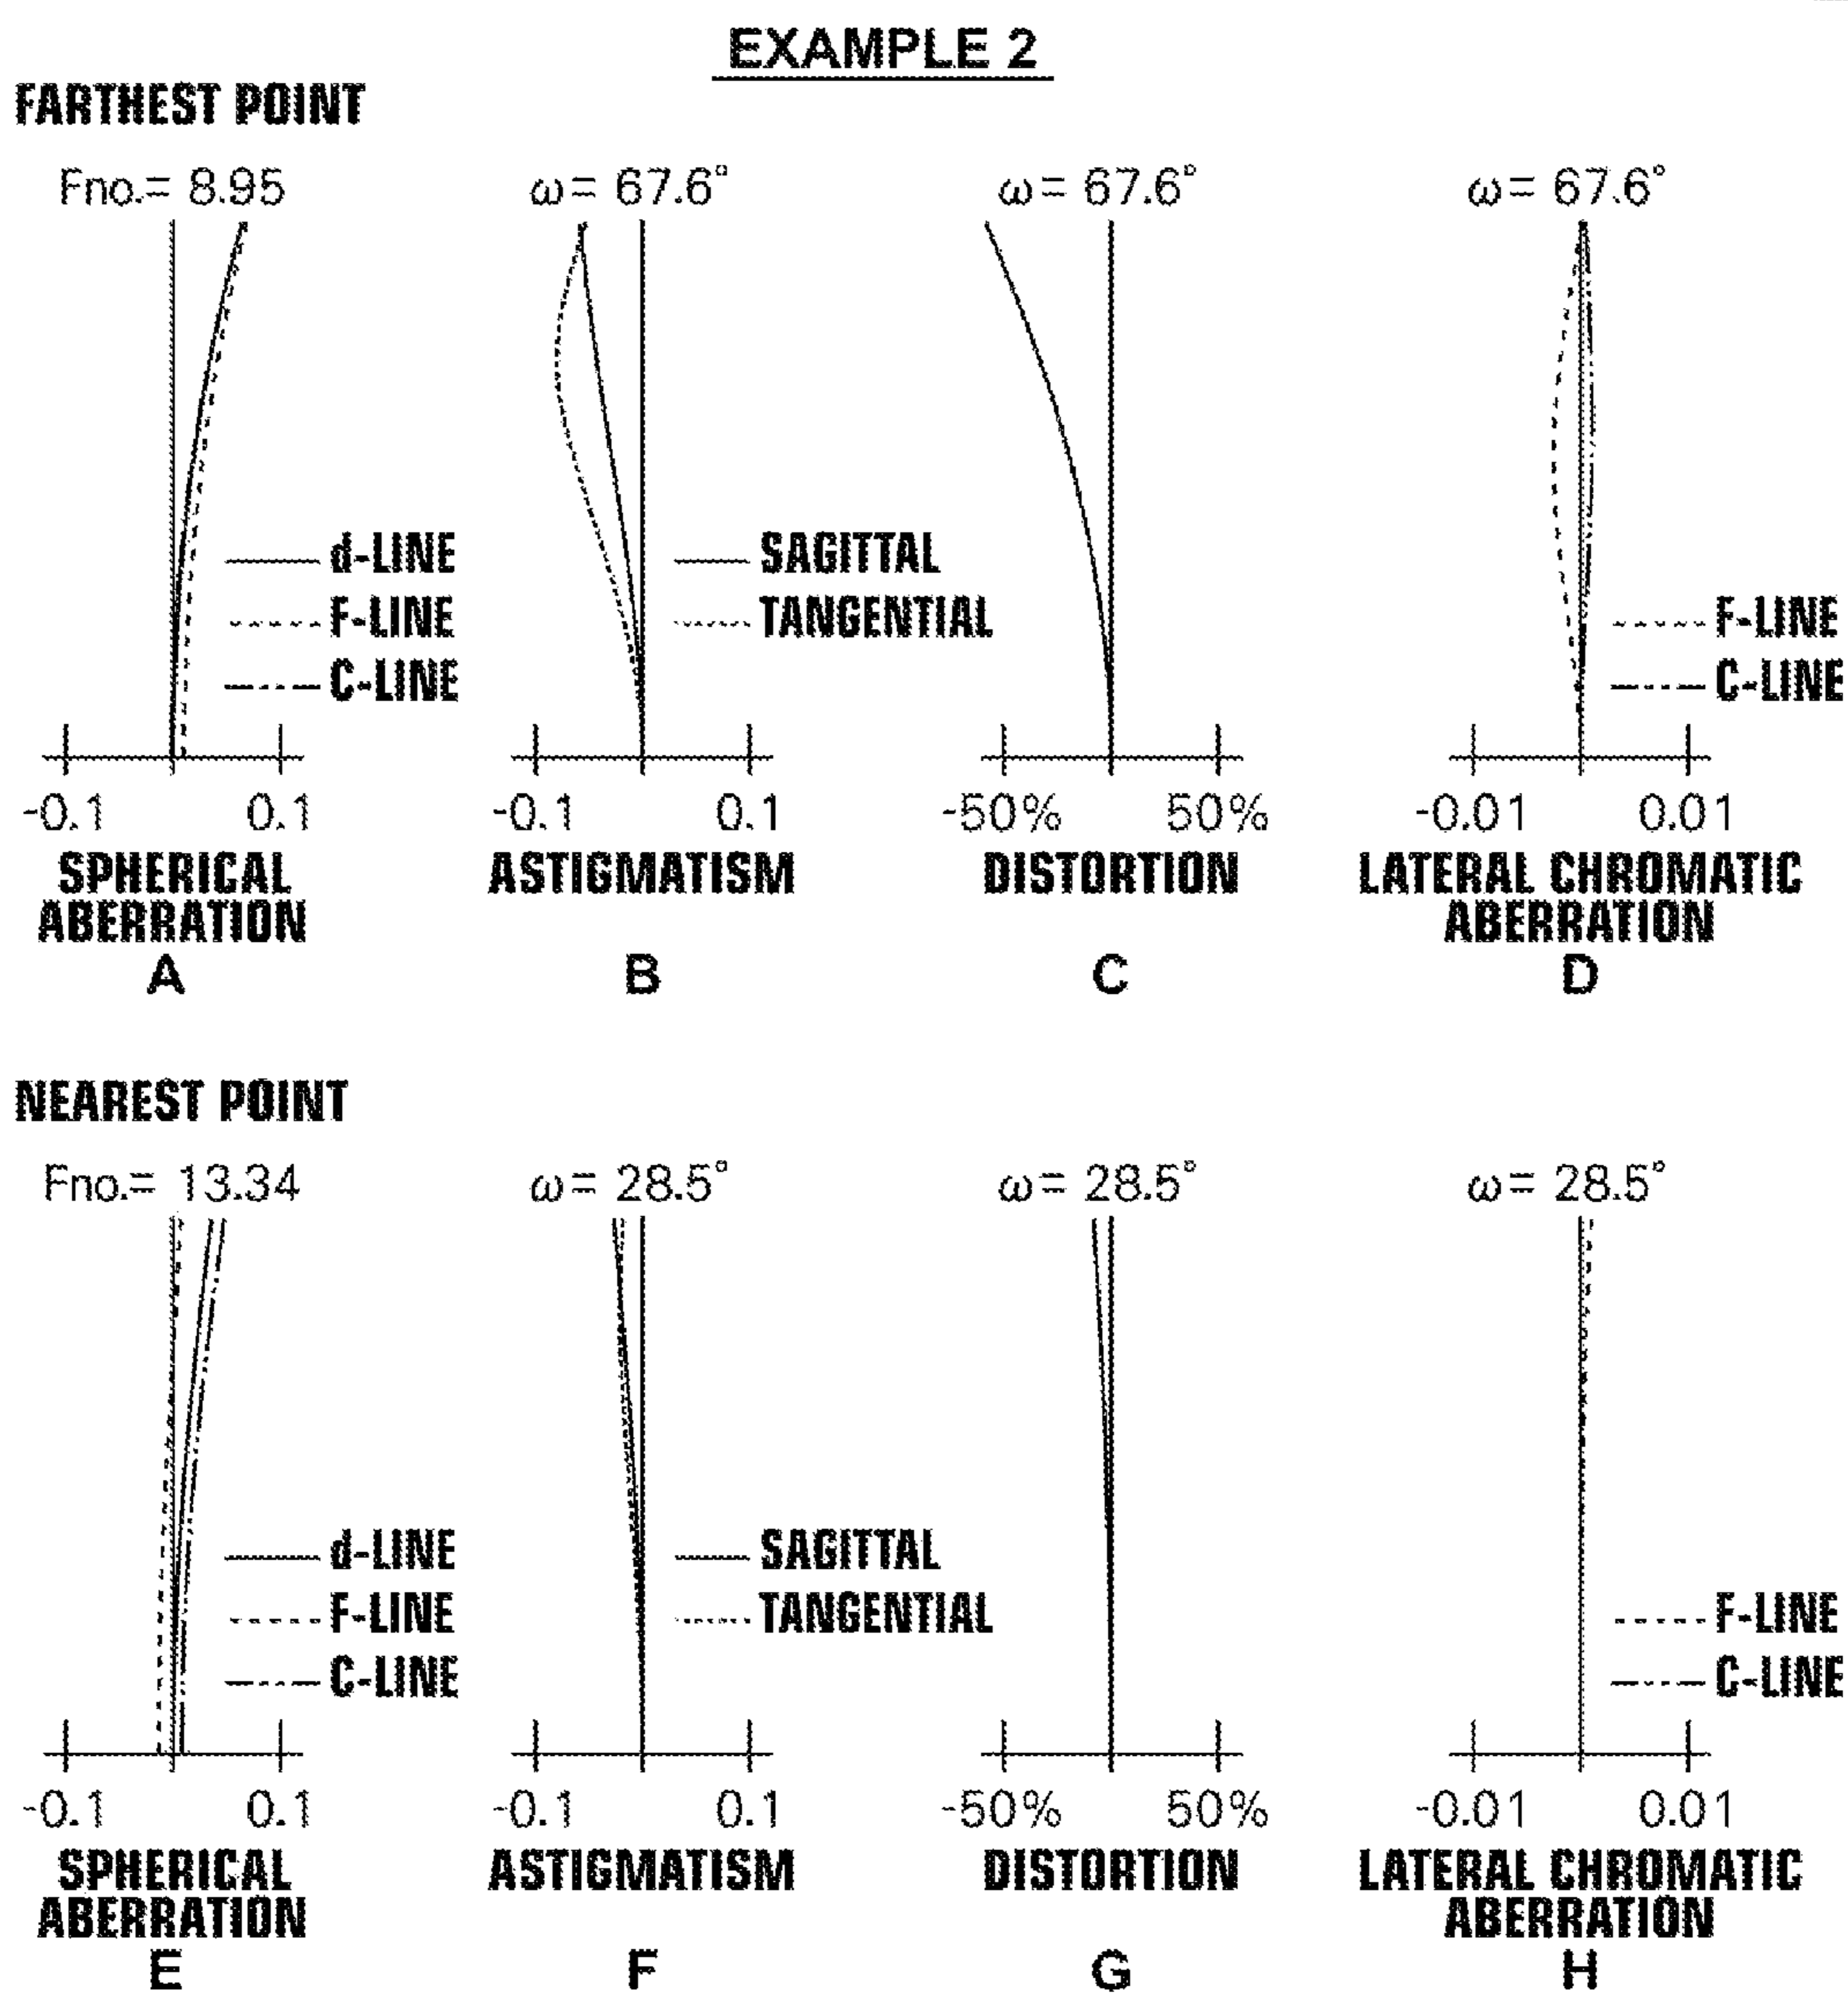 EXAMPLE 2
FARTHEST POINT
Fno.= 8.95
ω= 67.6°
ω= 67.6°
ω= 67.6°
d-LINE
F-LINE
C-LINE
SAGITTAL
TANGENTIAL
F-LINE
C-LINE
-0.1 0.1
-0.1 0.1
-50% 50%
-0.01 0.01
SPHERICAL
ABERRATION
ASTIGMATISM
DISTORTION
LATERAL CHROMATIC
ABERRATION
A
B
C
D
NEAREST POINT
Fno.= 13.34
ω= 28.5°
ω= 28.5°
ω= 28.5°
d-LINE
F-LINE
C-LINE
SAGITTAL
TANGENTIAL
F-LINE
C-LINE
-0.1 0.1
-0.1 0.1
-50% 50%
-0.01 0.01
SPHERICAL
ABERRATION
ASTIGMATISM
DISTORTION
LATERAL CHROMATIC
ABERRATION
E
F
G
H